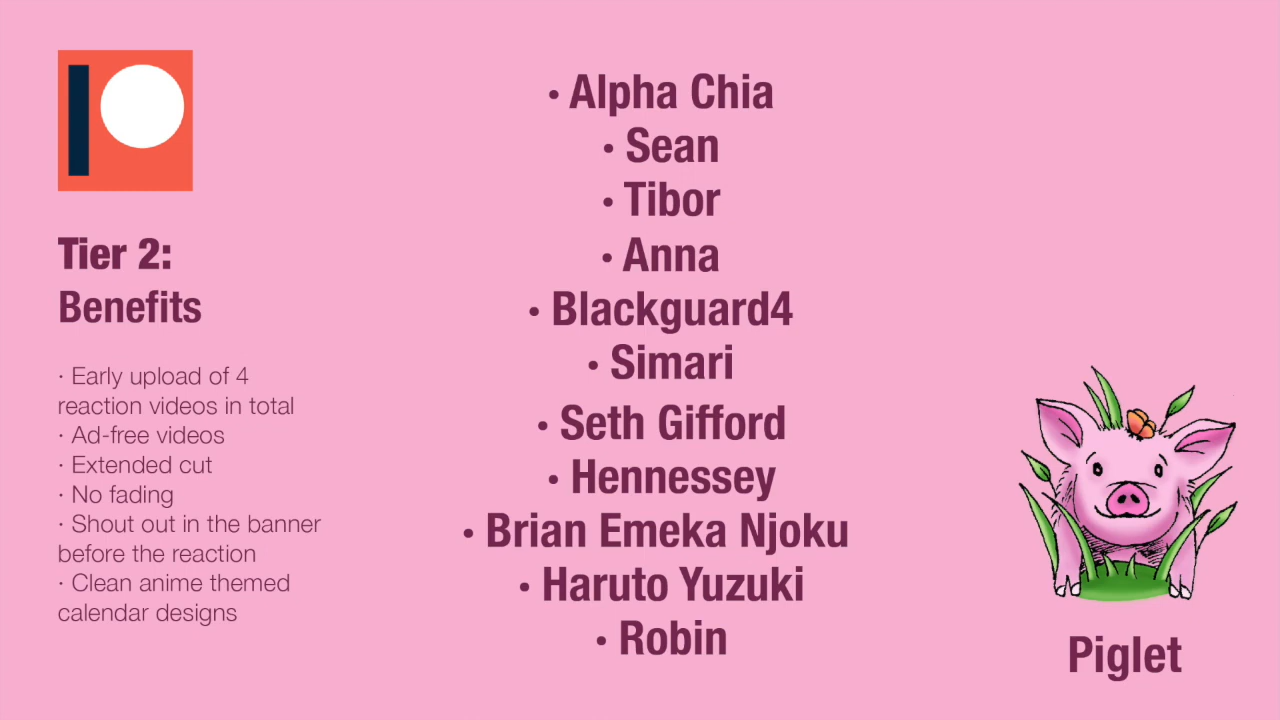 Tier 2:
Benefits
· Early upload of 4
reaction videos in total
· Ad-free videos
· Extended cut
· No fading
· Shout out in the banner
before the reaction
· Clean anime themed
calendar designs
• Alpha Chia
• Sean
• Tibor
• Anna
• Blackguard4
• Simari
• Seth Gifford
• Hennessey
• Brian Emeka Njoku
• Haruto Yuzuki
• Robin
Piglet